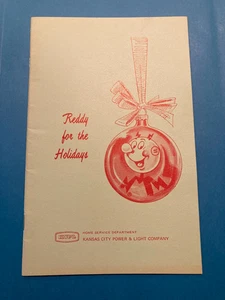 Reddy
for the
Holidays
HOME SERVICE DEPARTMENT
KANSAS CITY POWER & LIGHT COMPANY